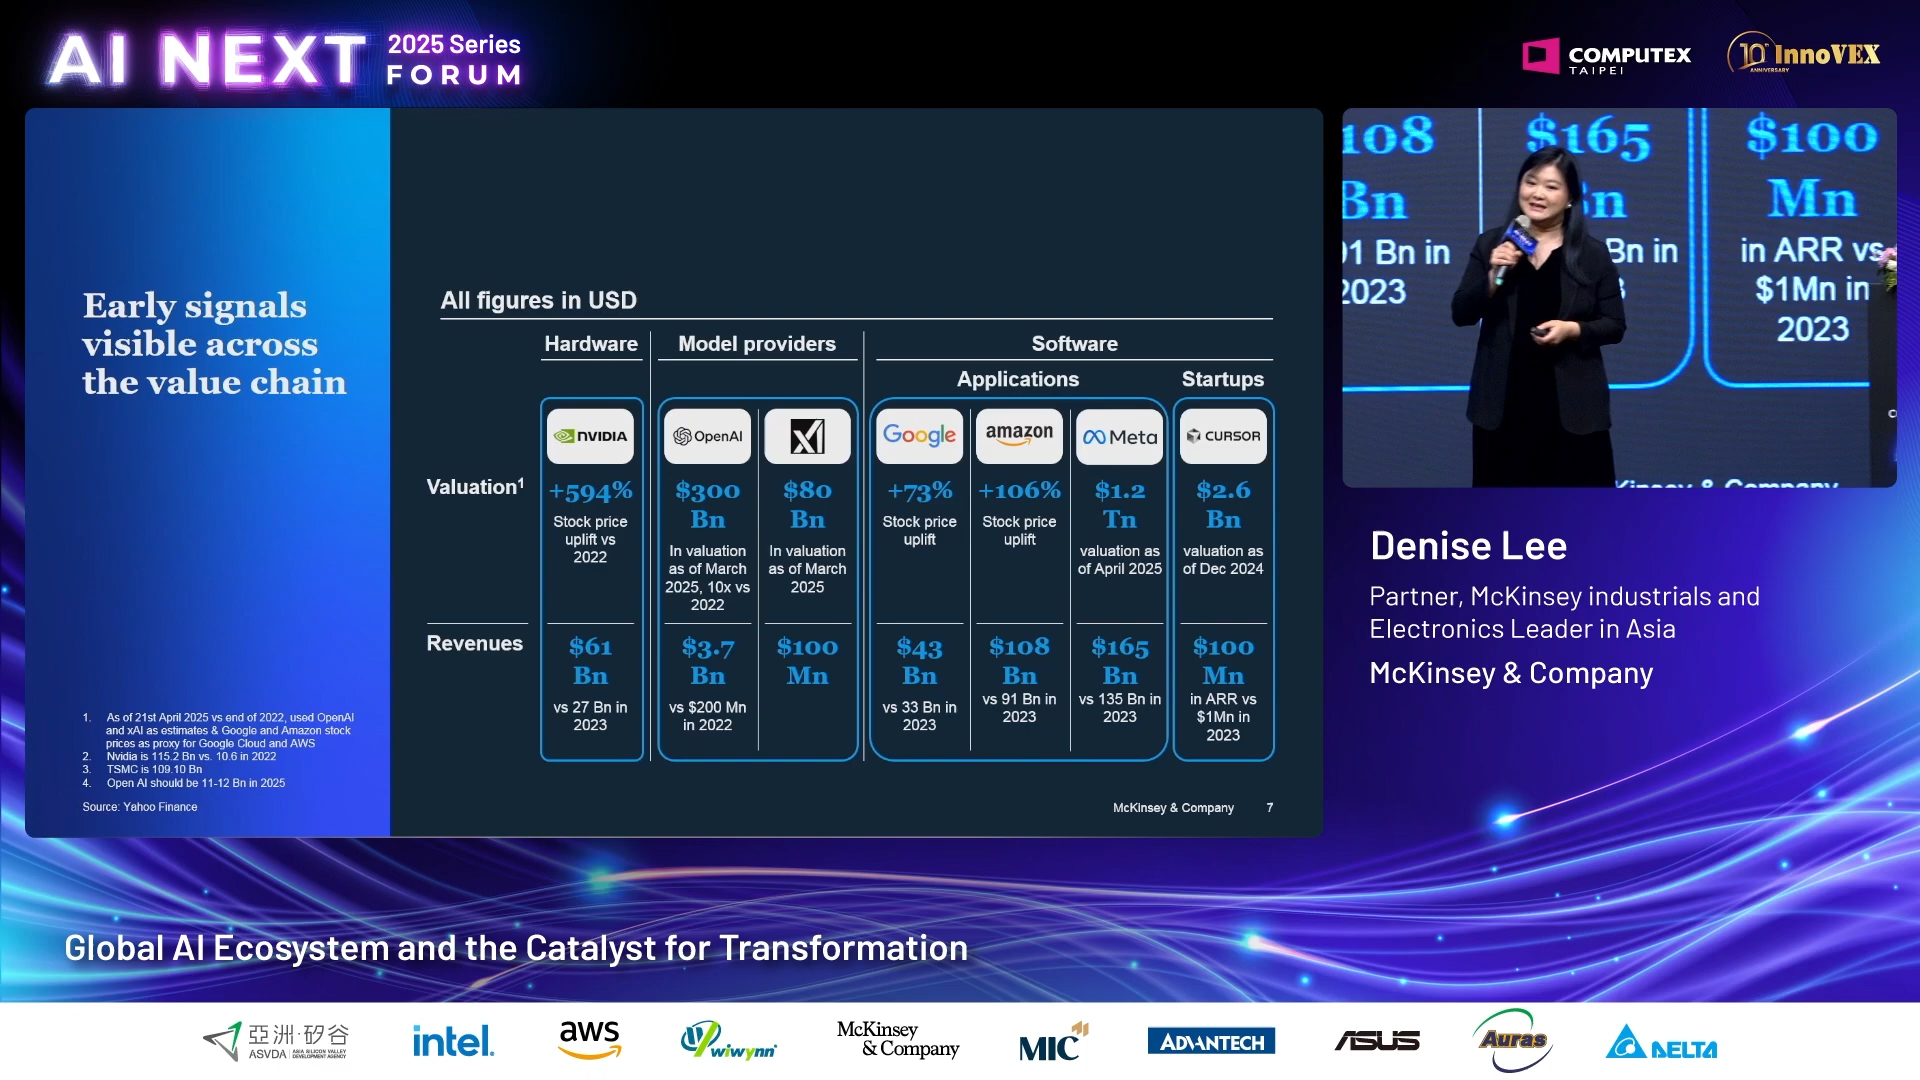 AI NEXT
2025 Series
FORUM
COMPUTEX
TAIPEI
10th
ANNIVERSARY
InnoVEX
Early signals
visible across
the value chain
1. As of 21st April 2025 vs end of 2022, used OpenAI
and xAI as estimates & Google and Amazon stock
prices as proxy for Google Cloud and AWS
2. Nvidia is 115.2 Bn vs. 10.6 in 2022
3. TSMC is 109.10 Bn
4. Open AI should be 11-12 Bn in 2025
Source: Yahoo Finance
All figures in USD
Hardware Model providers Software
Applications Startups
NVIDIA OpenAI xI Google amazon Meta CURSOR
Valuation1
+594%
Stock price
uplift vs
2022
$300
Bn
In valuation
as of March
2025, 10x vs
2022
$80
Bn
In valuation
as of March
2025
+73%
Stock price
uplift
+106%
Stock price
uplift
$1.2
Tn
valuation as
of April 2025
$2.6
Bn
valuation as
of Dec 2024
Revenues
$61
Bn
vs 27 Bn in
2023
$3.7
Bn
vs $200 Mn
in 2022
$100
Mn
$43
Bn
vs 33 Bn in
2023
$108
Bn
vs 91 Bn in
2023
$165
Bn
vs 135 Bn in
2023
$100
Mn
in ARR vs
$1Mn in
2023
McKinsey & Company 7
108 $165 $100
Bn Bn Mn
91 Bn in Bn in in ARR vs
2023 $1Mn in
2023
Kinsey & Company
Denise Lee
Partner, McKinsey industrials and
Electronics Leader in Asia
McKinsey & Company
Global AI Ecosystem and the Catalyst for Transformation
亞洲·矽谷
ASVDA ASIA SILICON VALLEY
DEVELOPMENT AGENCY
intel.
aws
wiwynn
McKinsey
& Company
MIC
ADVANTECH
ASUS
Auras
DELTA